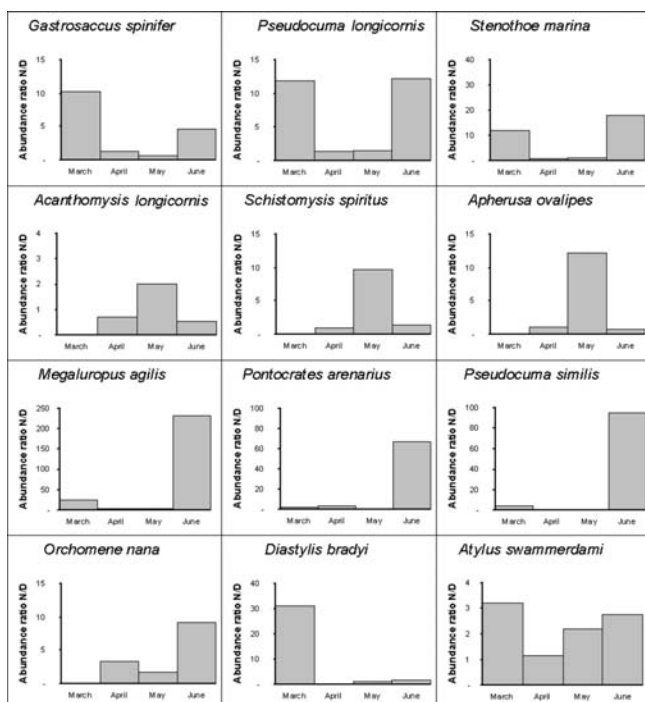 Gastrosaccus spinifer
Abundance ratio N/D
15
10
5
-
March April May June
Pseudocuma longicornis
Abundance ratio N/D
15
10
5
-
March April May June
Stenothoe marina
Abundance ratio N/D
40
30
20
10
-
March April May June
Acanthomysis longicornis
Abundance ratio N/D
4
3
2
1
-
March April May June
Schistomysis spiritus
Abundance ratio N/D
15
10
5
-
March April May June
Apherusa ovalipes
Abundance ratio N/D
15
10
5
-
March April May June
Megaluropus agilis
Abundance ratio N/D
250
200
150
100
50
-
March April May June
Pontocrates arenarius
Abundance ratio N/D
100
80
60
40
20
-
March April May June
Pseudocuma similis
Abundance ratio N/D
100
80
60
40
20
-
March April May June
Orchomene nana
Abundance ratio N/D
15
10
5
-
March April May June
Diastylis bradyi
Abundance ratio N/D
40
30
20
10
-
March April May June
Atylus swammerdami
Abundance ratio N/D
4
3
2
1
-
March April May June